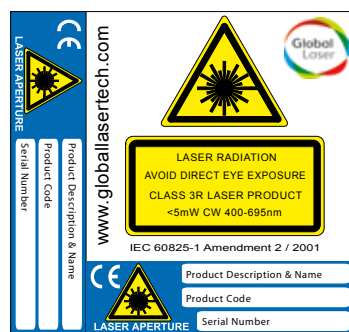 CE
LASER APERTURE
Product Description & Name
Product Code
Serial Number
www.globallasertech.com
Global
Laser
LASER RADIATION
AVOID DIRECT EYE EXPOSURE
CLASS 3R LASER PRODUCT
<5mW CW 400-695nm
IEC 60825-1 Amendment 2 / 2001
CE
LASER APERTURE
Product Description & Name
Product Code
Serial Number